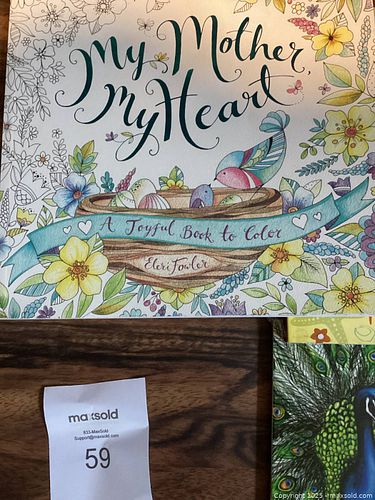 My Mother,
My Heart
A Joyful Book to Color
Eleri Fowler
maxsold
833-MaxSold
Support@maxsold.com
59
Copyright 2025 - maxsold.com